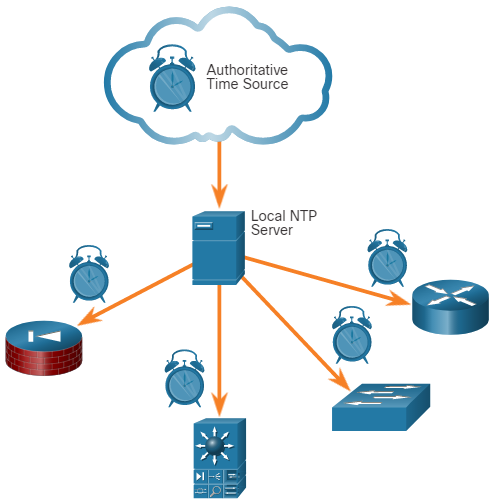 Authoritative
Time Source
Local NTP
Server